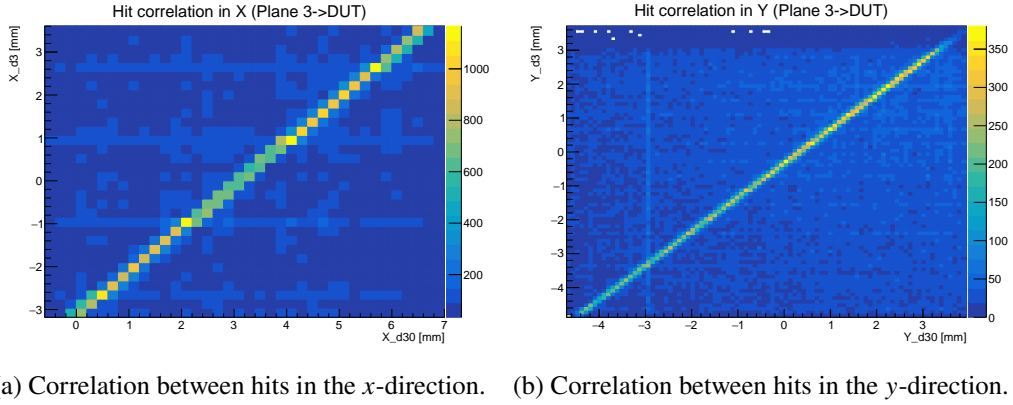 Hit correlation in X (Plane 3->DUT)
X_d3 [mm]
3
2
1
0
−1
−2
−3
0 1 2 3 4 5 6 7
X_d30 [mm]
1000
800
600
400
200
Hit correlation in Y (Plane 3->DUT)
Y_d3 [mm]
3
2
1
0
−1
−2
−3
−4
−4 −3 −2 −1 0 1 2 3
Y_d30 [mm]
350
300
250
200
150
100
50
0
a) Correlation between hits in the x-direction.
(b) Correlation between hits in the y-direction.